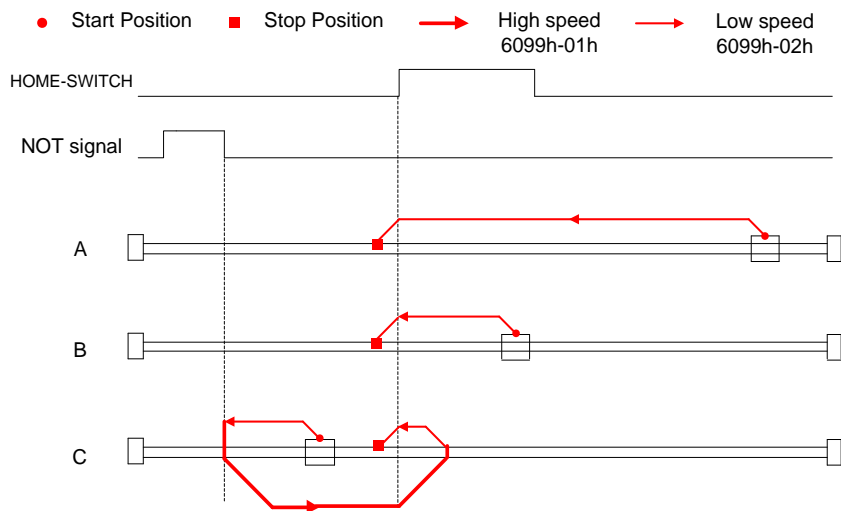 Start Position
Stop Position
High speed
6099h-01h
Low speed
6099h-02h
HOME-SWITCH
NOT signal
A
B
C